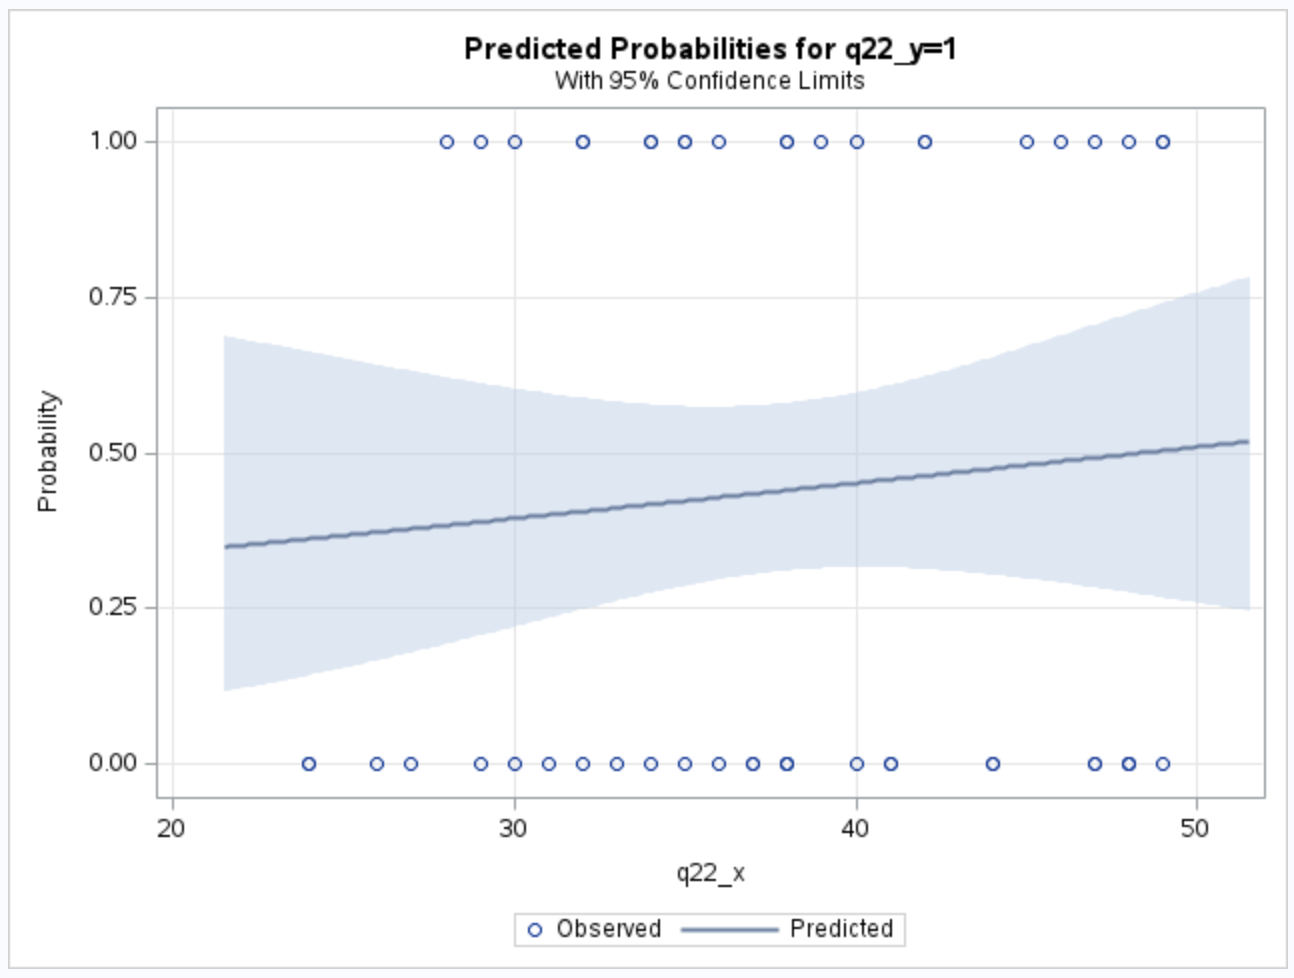 Predicted Probabilities for q22_y=1
With 95% Confidence Limits
1.00
0.75
0.50
0.25
0.00
Probability
20 30 40 50
q22_x
Observed Predicted